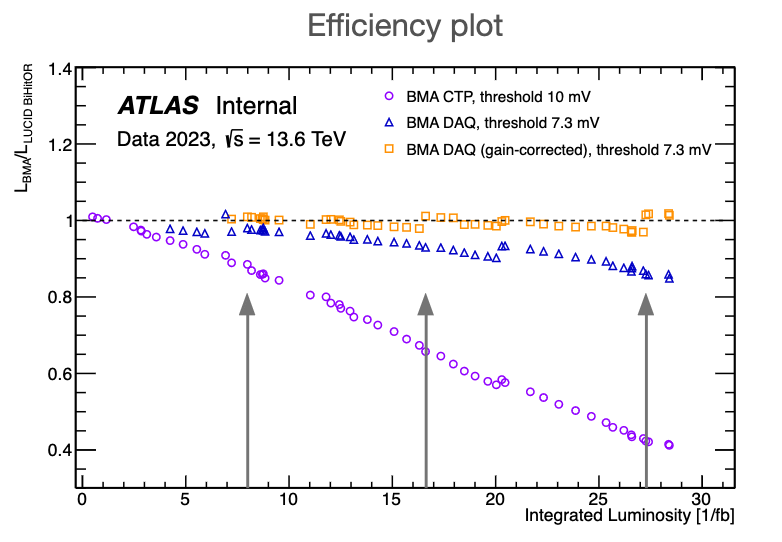 Efficiency plot
L_BMA/L_LUCID BiHitOR
1.4
1.2
1
0.8
0.6
0.4
ATLAS Internal
Data 2023, √s = 13.6 TeV
BMA CTP, threshold 10 mV
BMA DAQ, threshold 7.3 mV
BMA DAQ (gain-corrected), threshold 7.3 mV
0 5 10 15 20 25 30
Integrated Luminosity [1/fb]